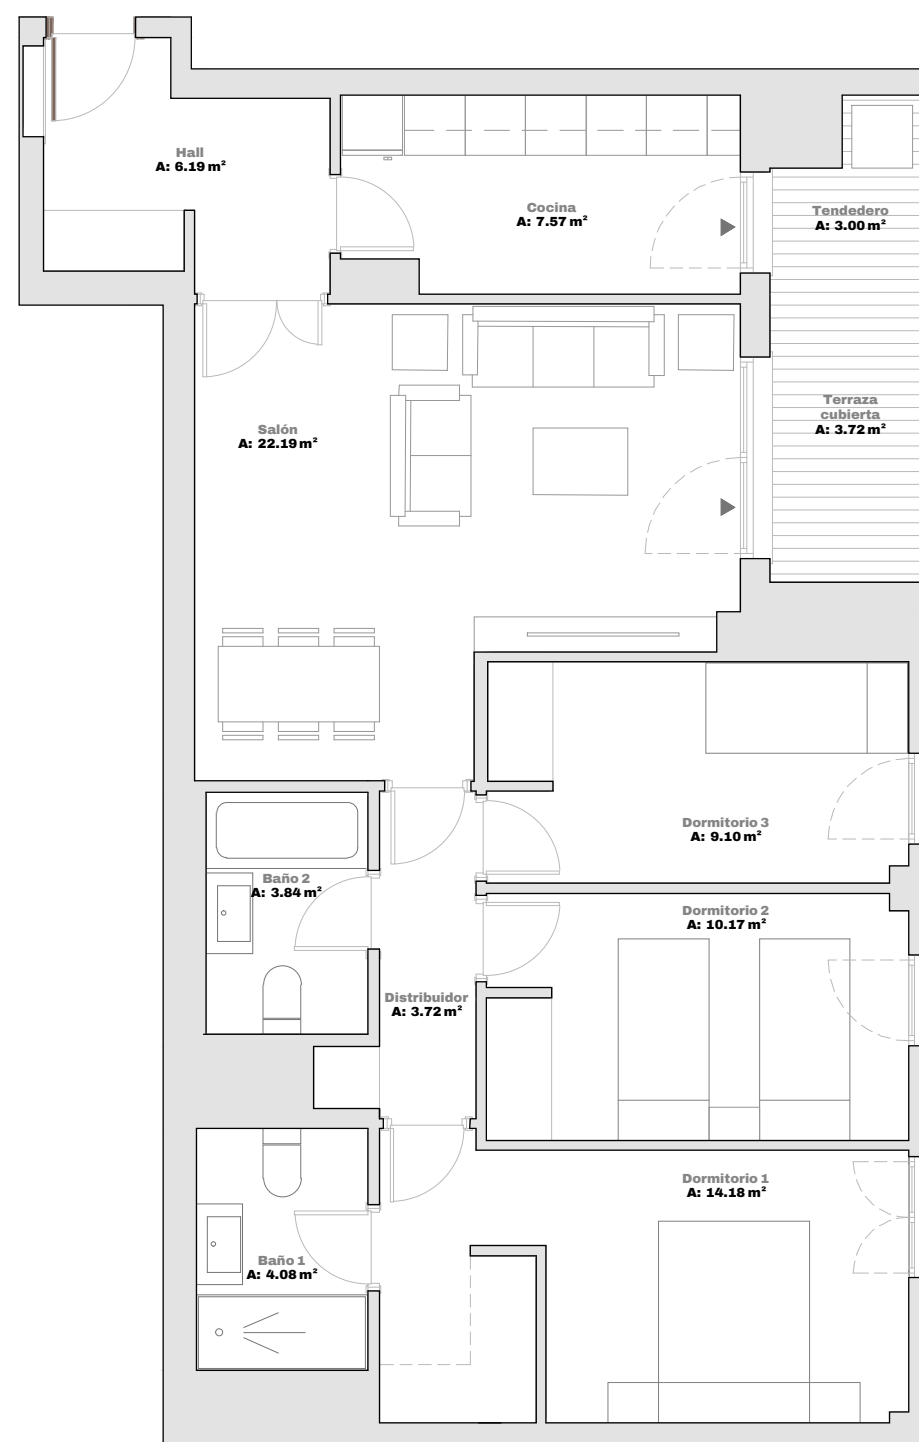 Hall
A: 6.19 m²
Cocina
A: 7.57 m²
Tendedero
A: 3.00 m²
Terraza
cubierta
A: 3.72 m²
Salón
A: 22.19 m²
Dormitorio 3
A: 9.10 m²
Baño 2
A: 3.84 m²
Dormitorio 2
A: 10.17 m²
Distribuidor
A: 3.72 m²
Dormitorio 1
A: 14.18 m²
Baño 1
A: 4.08 m²